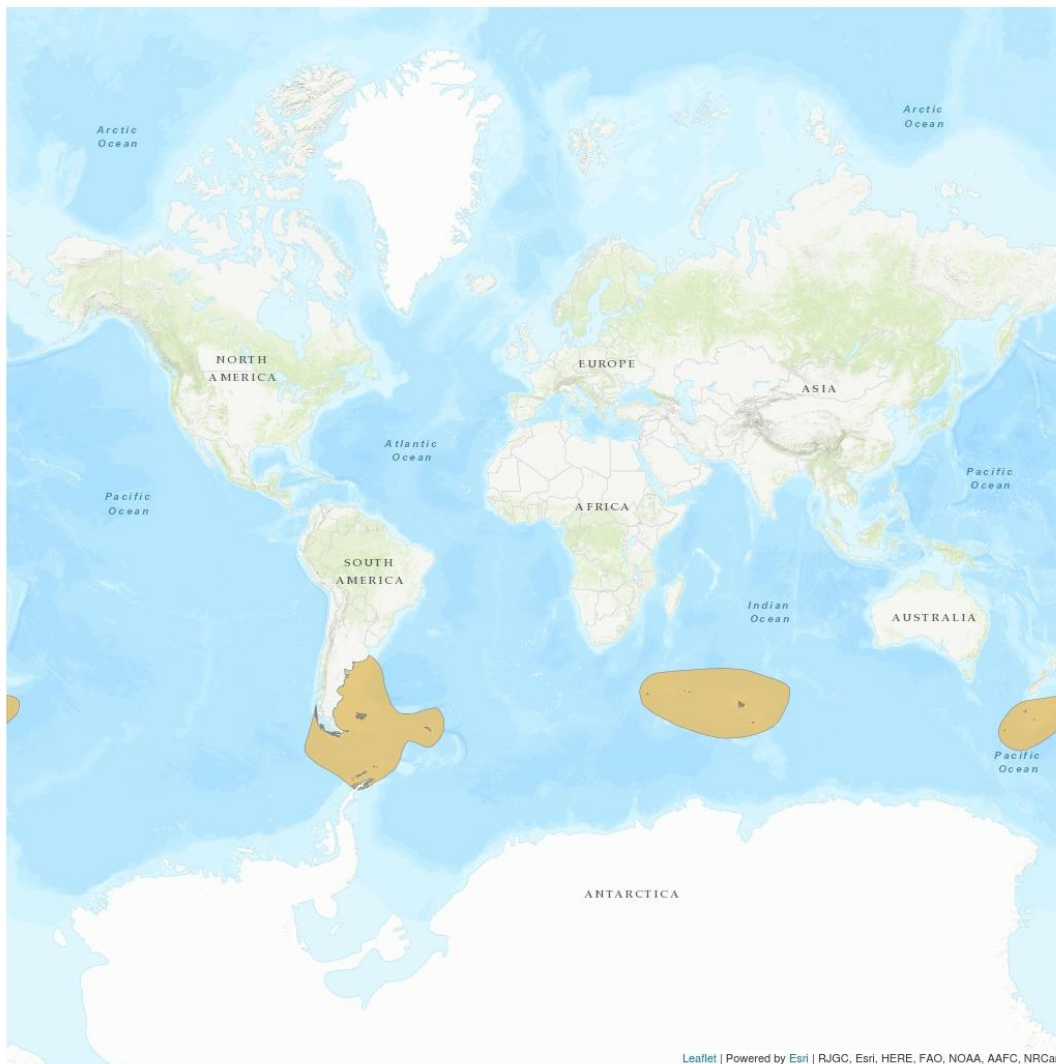 Arctic
Ocean
Arctic
Ocean
NORTH
AMERICA
EUROPE
ASIA
Atlantic
Ocean
Pacific
Ocean
Pacific
Ocean
AFRICA
SOUTH
AMERICA
Indian
Ocean
AUSTRALIA
Pacific
Ocean
ANTARCTICA
Leaflet | Powered by Esri | RJGC, Esri, HERE, FAO, NOAA, AAFC, NRCa